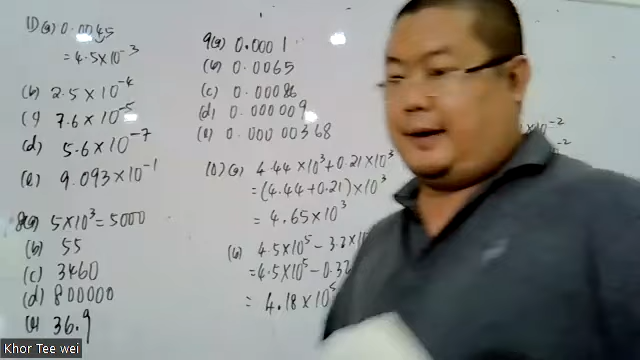 (1) (a) 0.0045
= 4.5 x 10^-3
(b) 2.5 x 10^-4
(c) 7.6 x 10^-5
(d) 5.6 x 10^-7
(e) 9.093 x 10^-1
8(a) 5 x 10^3 = 5000
(b) 55
(c) 3460
(d) 800000
(e) 36.9
9(a) 0.0001
(b) 0.0065
(c) 0.00086
(d) 0.000009
(e) 0.00000368
10) (a) 4.44 x 10^3 + 0.21 x 10^3
= (4.44 + 0.21) x 10^3
= 4.65 x 10^3
(b) 4.5 x 10^5 - 3.2 x 10
= 4.5 x 10^5 - 0.32
= 4.18 x 10^5
x 10^-2
-2
Khor Tee wei